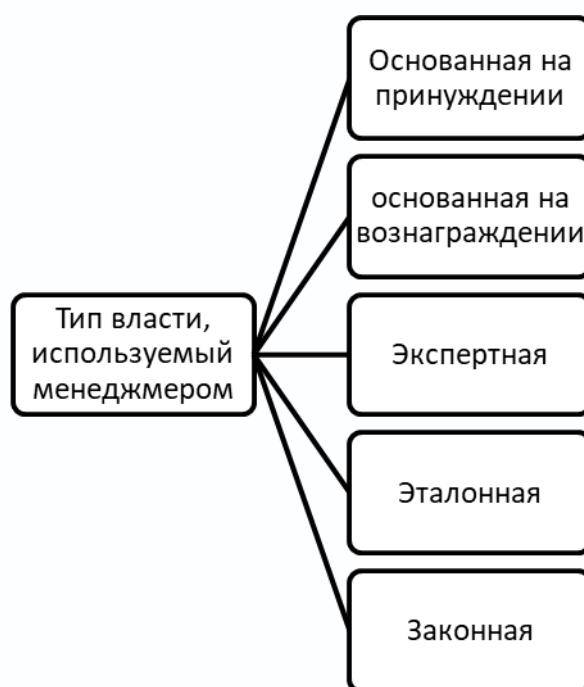 Основанная на
принуждении
основанная на
вознаграждении
Тип власти,
используемый
менеджмером
Экспертная
Эталонная
Законная